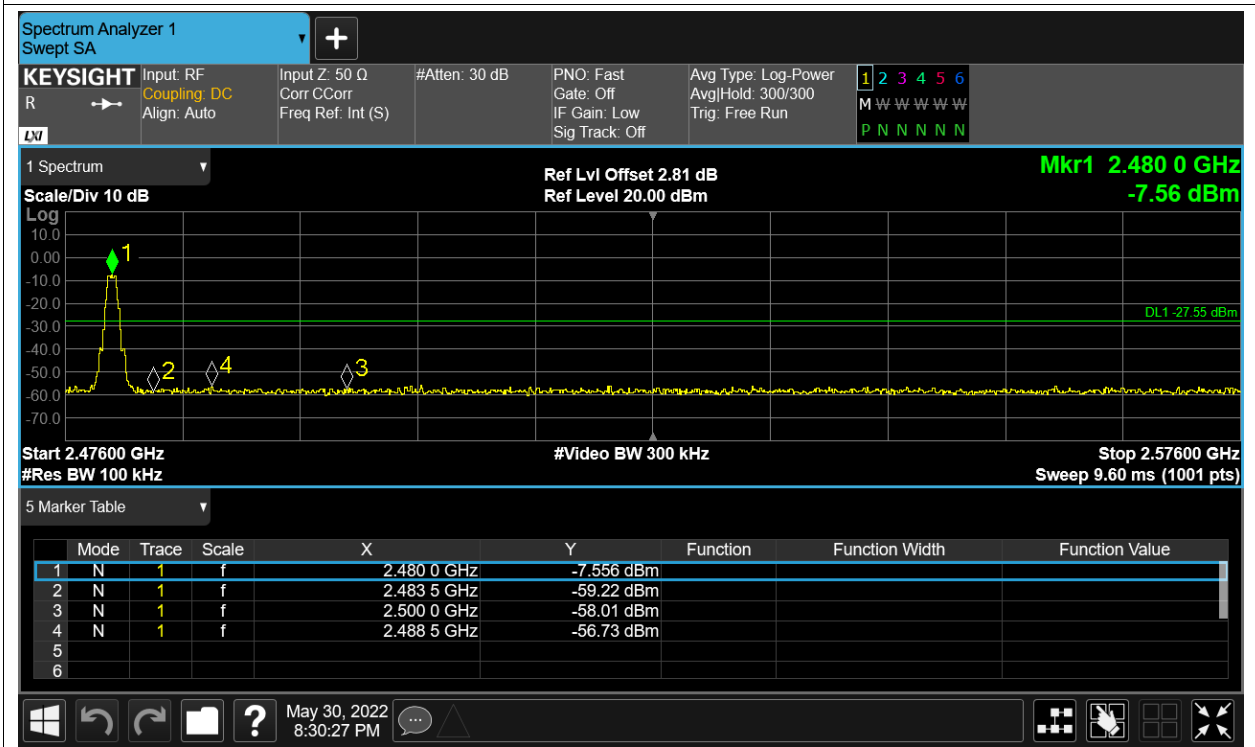 Spectrum Analyzer 1
Swept SA
+
KEYSIGHT Input: RF Input Z: 50 Ω #Atten: 30 dB PNO: Fast Avg Type: Log-Power 1 2 3 4 5 6
R Coupling: DC Corr CCorr Gate: Off Avg|Hold: 300/300 M W W W W W
Align: Auto Freq Ref: Int (S) IF Gain: Low Trig: Free Run
LXI Sig Track: Off P N N N N N
1 Spectrum Ref Lvl Offset 2.81 dB Mkr1 2.480 0 GHz
Scale/Div 10 dB Ref Level 20.00 dBm -7.56 dBm
Log
10.0
1
0.00
-10.0
-20.0
DL1 -27.55 dBm
-30.0
-40.0
2 4 3
-50.0
-60.0
-70.0
Start 2.47600 GHz #Video BW 300 kHz Stop 2.57600 GHz
#Res BW 100 kHz Sweep 9.60 ms (1001 pts)
5 Marker Table
Mode Trace Scale X Y Function Function Width Function Value
1 N 1 f 2.480 0 GHz -7.556 dBm
2 N 1 f 2.483 5 GHz -59.22 dBm
3 N 1 f 2.500 0 GHz -58.01 dBm
4 N 1 f 2.488 5 GHz -56.73 dBm
5
6
? May 30, 2022
8:30:27 PM